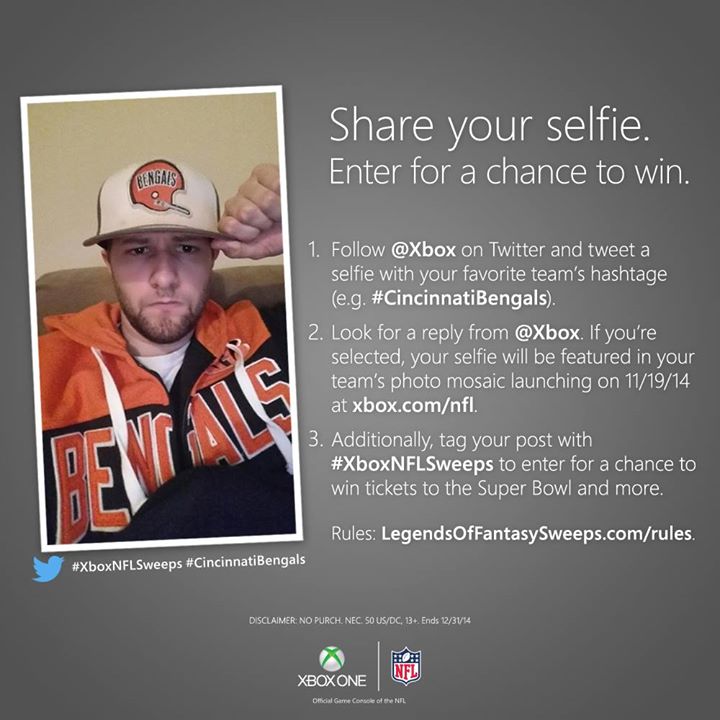 BENGALS
BENGALS
#XboxNFLSweeps #CincinnatiBengals
Share your selfie.
Enter for a chance to win.
1. Follow @Xbox on Twitter and tweet a
selfie with your favorite team's hashtag
(e.g. #CincinnatiBengals).
2. Look for a reply from @Xbox. If you're
selected, your selfie will be featured in your
team's photo mosaic launching on 11/19/14
at xbox.com/nfl.
3. Additionally, tag your post with
#XboxNFLSweeps to enter for a chance to
win tickets to the Super Bowl and more.
Rules: LegendsOfFantasySweeps.com/rules.
DISCLAIMER: NO PURCH. NEC. 50 US/DC, 13+. Ends 12/31/14
XBOX ONE
NFL
Official Game Console of the NFL